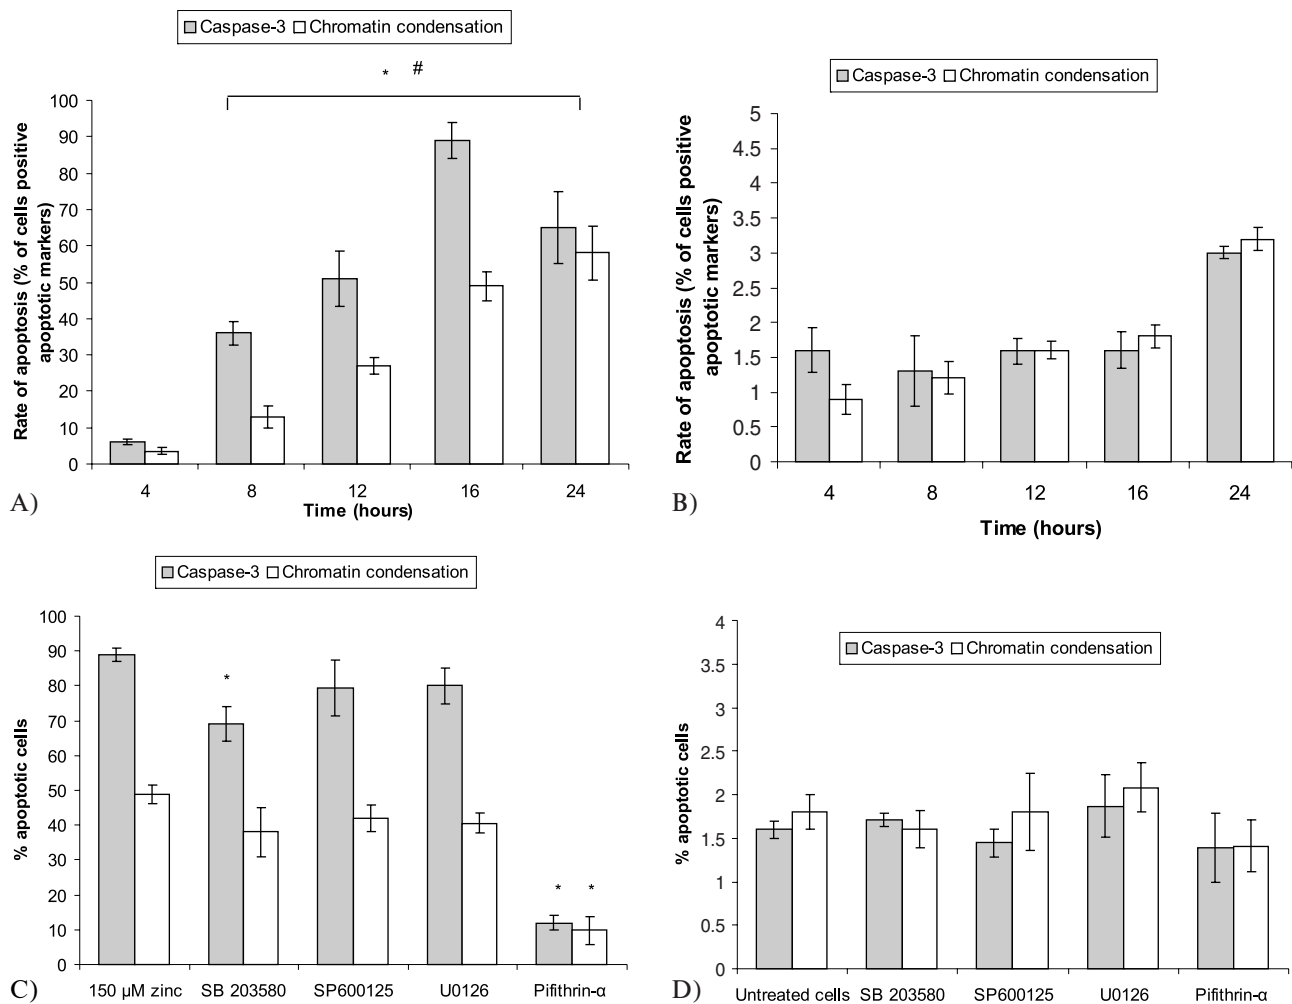 Caspase-3 Chromatin condensation
* #
Rate of apoptosis (% of cells positive
apoptotic markers)
100
90
80
70
60
50
40
30
20
10
0
4 8 12 16 24
Time (hours)
A)
Caspase-3 Chromatin condensation
Rate of apoptosis (% of cells positive
apoptotic markers)
5
4.5
4
3.5
3
2.5
2
1.5
1
0.5
0
4 8 12 16 24
Time (hours)
B)
Caspase-3 Chromatin condensation
% apoptotic cells
100
90
80
70
60
50
40
30
20
10
0
*
* *
150 µM zinc SB 203580 SP600125 U0126 Pifithrin-α
C)
Caspase-3 Chromatin condensation
% apoptotic cells
4
3.5
3
2.5
2
1.5
1
0.5
0
Untreated cells SB 203580 SP600125 U0126 Pifithrin-α
D)